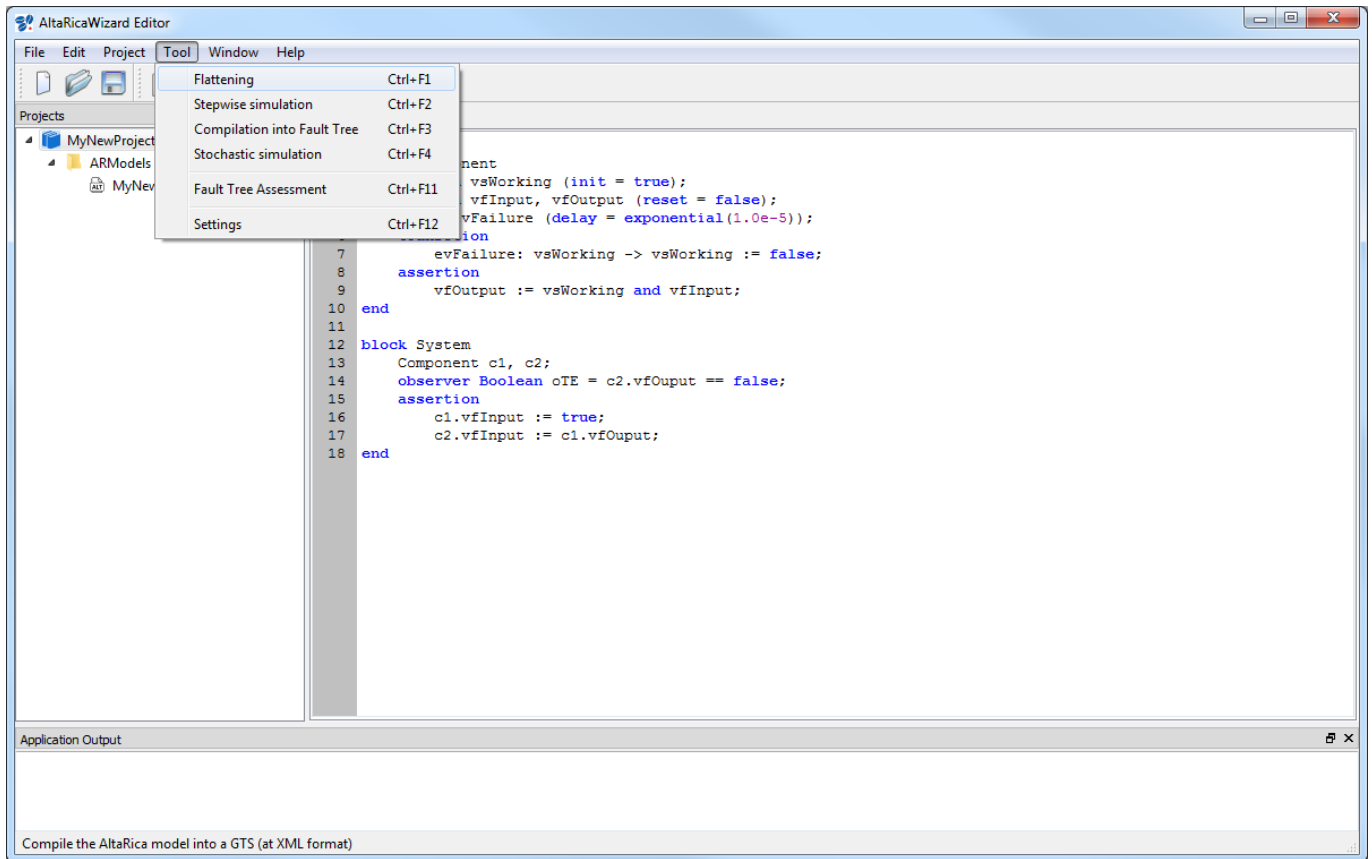 AltaRicaWizard Editor
File Edit Project Tool Window Help
Flattening Ctrl+F1
Stepwise simulation Ctrl+F2
Compilation into Fault Tree Ctrl+F3
Stochastic simulation Ctrl+F4
Fault Tree Assessment Ctrl+F11
Settings Ctrl+F12
Projects
MyNewProject
ARModels
MyNew
nent
vsWorking (init = true);
vfInput, vfOutput (reset = false);
vFailure (delay = exponential(1.0e-5));
ion
7 evFailure: vsWorking -> vsWorking := false;
8 assertion
9 vfOutput := vsWorking and vfInput;
10 end
11
12 block System
13 Component c1, c2;
14 observer Boolean oTE = c2.vfOuput == false;
15 assertion
16 c1.vfInput := true;
17 c2.vfInput := c1.vfOuput;
18 end
Application Output
Compile the AltaRica model into a GTS (at XML format)